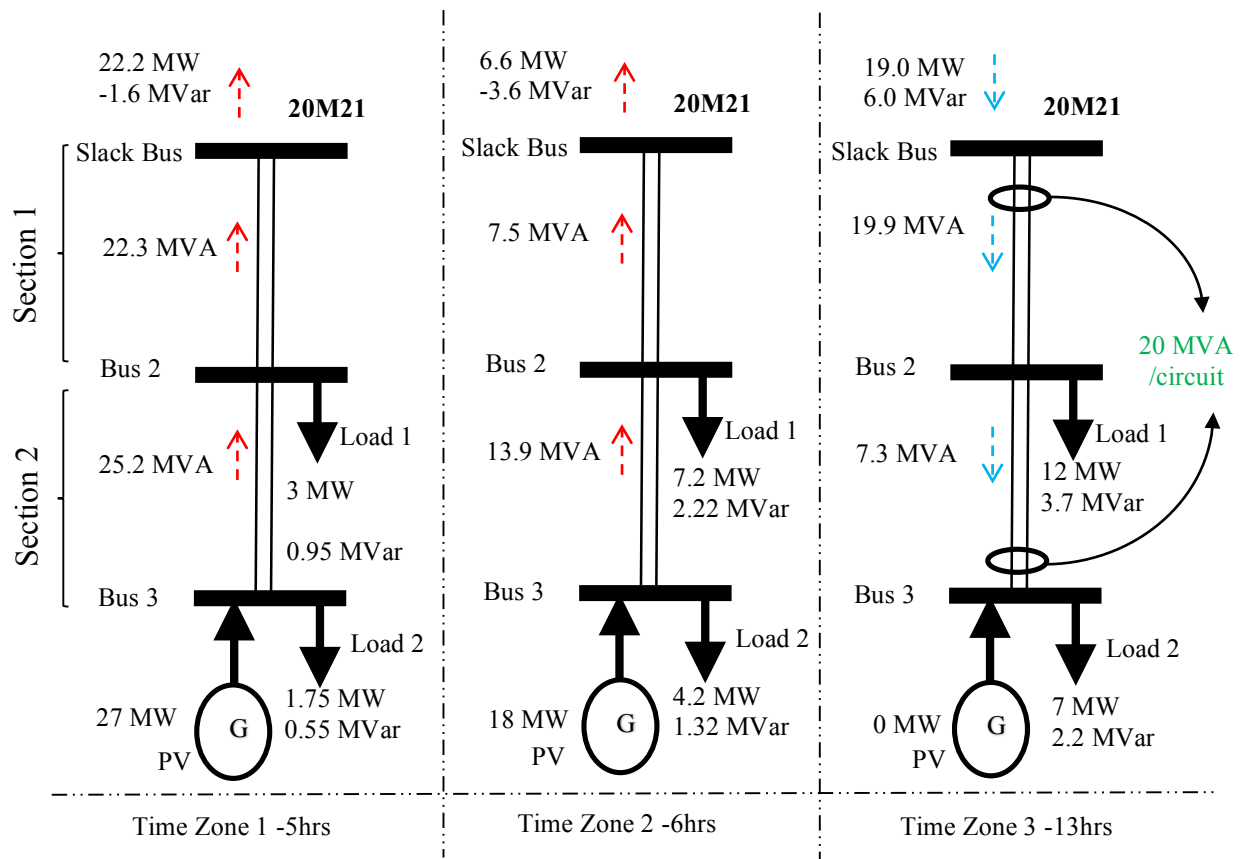 22.2 MW
-1.6 MVar
20M21
Slack Bus
Section 1
22.3 MVA
Bus 2
Load 1
Section 2
25.2 MVA
3 MW
0.95 MVar
Bus 3
Load 2
1.75 MW
0.55 MVar
27 MW
PV
G
Time Zone 1 -5hrs
6.6 MW
-3.6 MVar
20M21
Slack Bus
7.5 MVA
Bus 2
Load 1
13.9 MVA
7.2 MW
2.22 MVar
Bus 3
Load 2
4.2 MW
1.32 MVar
18 MW
PV
G
Time Zone 2 -6hrs
19.0 MW
6.0 MVar
20M21
Slack Bus
19.9 MVA
20 MVA
/circuit
Bus 2
Load 1
7.3 MVA
12 MW
3.7 MVar
Bus 3
Load 2
7 MW
2.2 MVar
0 MW
PV
G
Time Zone 3 -13hrs